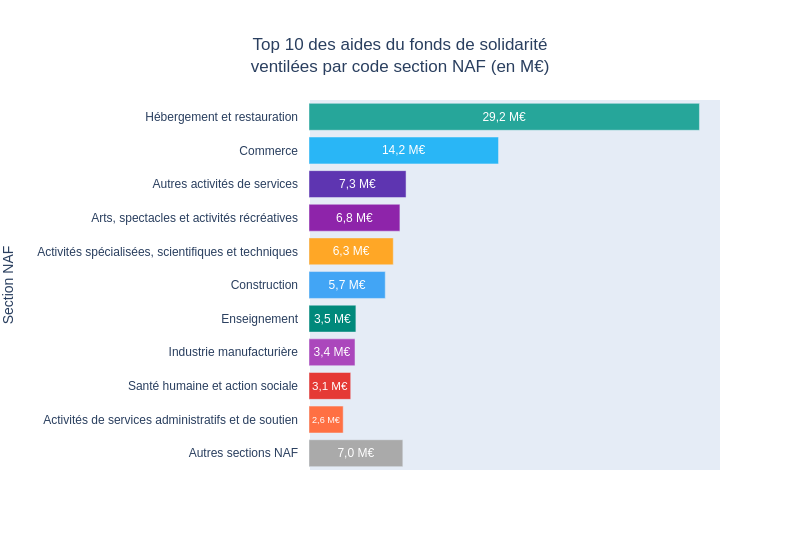 Top 10 des aides du fonds de solidarité
ventilées par code section NAF (en M€)
Section NAF
Hébergement et restauration 29,2 M€
Commerce 14,2 M€
Autres activités de services 7,3 M€
Arts, spectacles et activités récréatives 6,8 M€
Activités spécialisées, scientifiques et techniques 6,3 M€
Construction 5,7 M€
Enseignement 3,5 M€
Industrie manufacturière 3,4 M€
Santé humaine et action sociale 3,1 M€
Activités de services administratifs et de soutien 2,6 M€
Autres sections NAF 7,0 M€